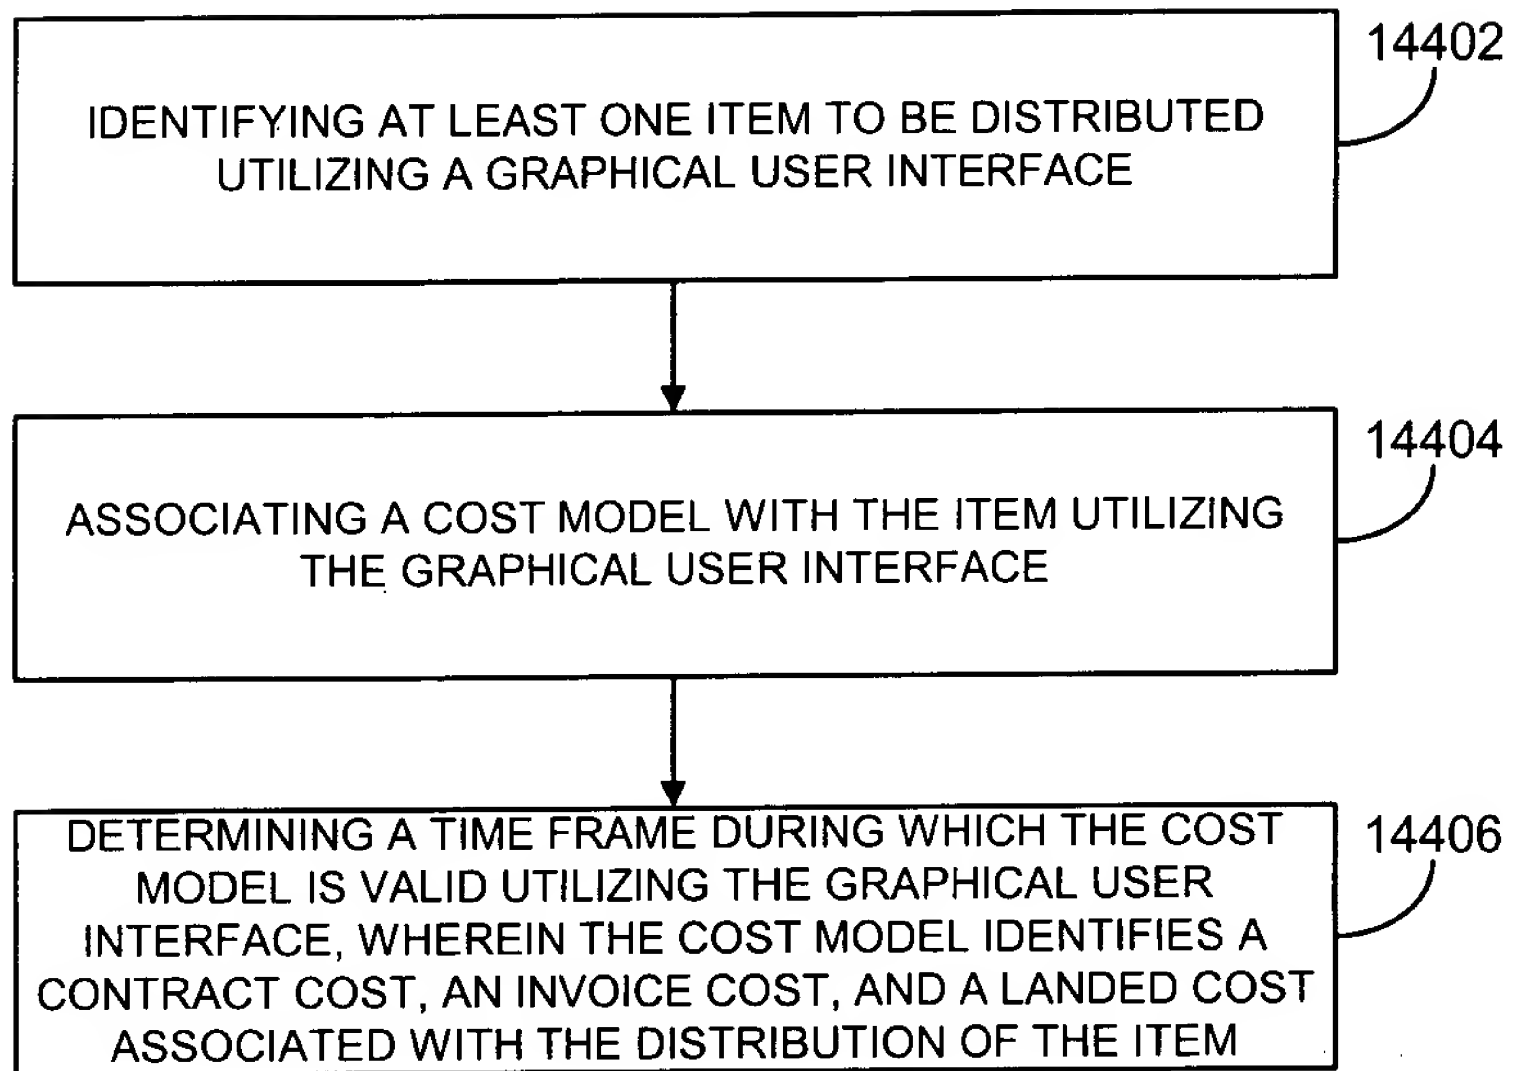 14402
IDENTIFYING AT LEAST ONE ITEM TO BE DISTRIBUTED
UTILIZING A GRAPHICAL USER INTERFACE
14404
ASSOCIATING A COST MODEL WITH THE ITEM UTILIZING
THE GRAPHICAL USER INTERFACE
14406
DETERMINING A TIME FRAME DURING WHICH THE COST
MODEL IS VALID UTILIZING THE GRAPHICAL USER
INTERFACE, WHEREIN THE COST MODEL IDENTIFIES A
CONTRACT COST, AN INVOICE COST, AND A LANDED COST
ASSOCIATED WITH THE DISTRIBUTION OF THE ITEM